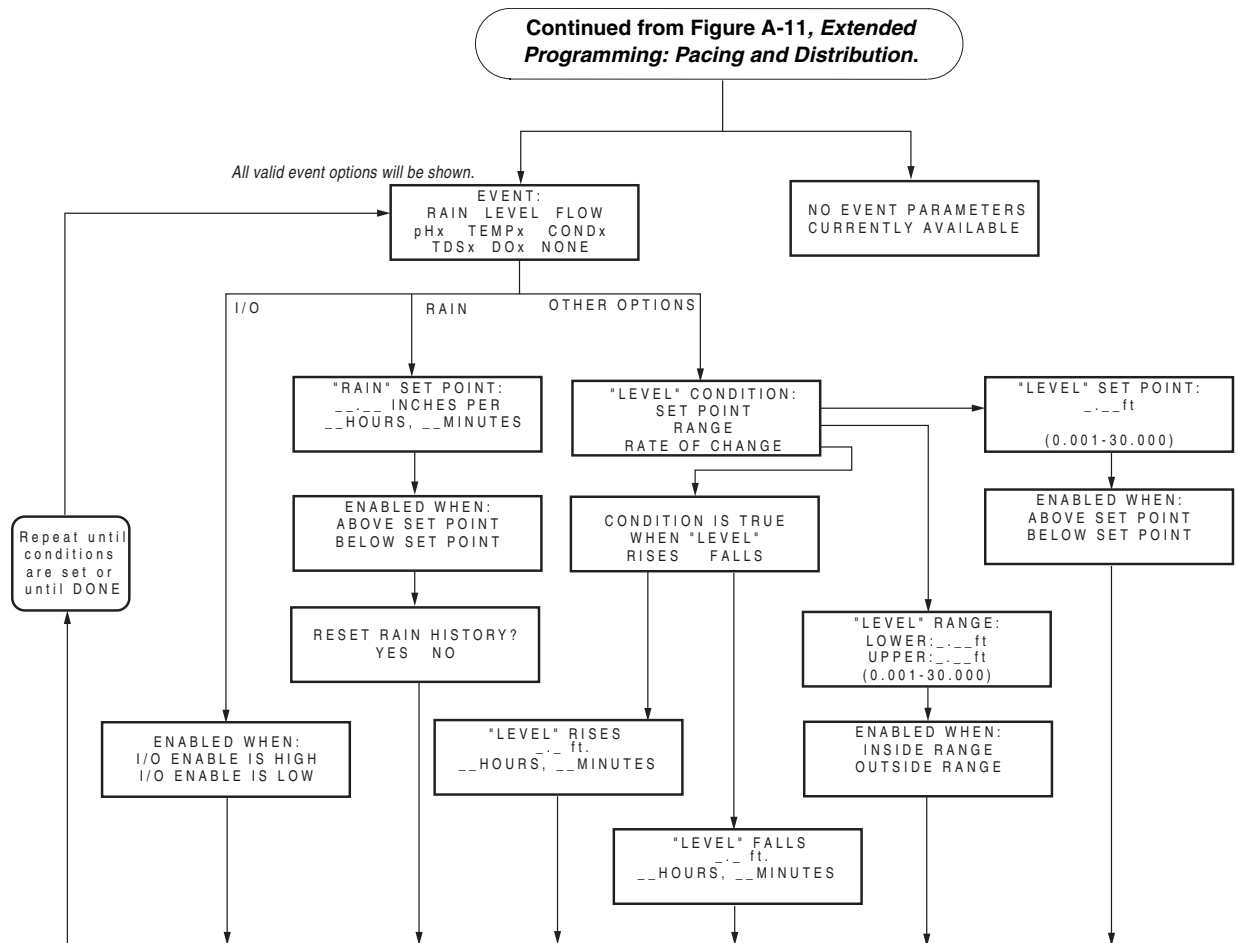 Continued from Figure A-11, Extended
Programming: Pacing and Distribution.
All valid event options will be shown.
EVENT:
RAIN LEVEL FLOW
pHx TEMPx CONDx
TDSx DOx NONE
NO EVENT PARAMETERS
CURRENTLY AVAILABLE
I/O
RAIN
OTHER OPTIONS
"RAIN" SET POINT:
__.__ INCHES PER
__HOURS, __MINUTES
"LEVEL" CONDITION:
SET POINT
RANGE
RATE OF CHANGE
"LEVEL" SET POINT:
_.__ft
(0.001-30.000)
ENABLED WHEN:
ABOVE SET POINT
BELOW SET POINT
CONDITION IS TRUE
WHEN "LEVEL"
RISES FALLS
ENABLED WHEN:
ABOVE SET POINT
BELOW SET POINT
Repeat until
conditions
are set or
until DONE
RESET RAIN HISTORY?
YES NO
"LEVEL" RANGE:
LOWER:_.__ft
UPPER:_.__ft
(0.001-30.000)
ENABLED WHEN:
I/O ENABLE IS HIGH
I/O ENABLE IS LOW
"LEVEL" RISES
_._ ft.
__HOURS, __MINUTES
ENABLED WHEN:
INSIDE RANGE
OUTSIDE RANGE
"LEVEL" FALLS
_._ ft.
__HOURS, __MINUTES